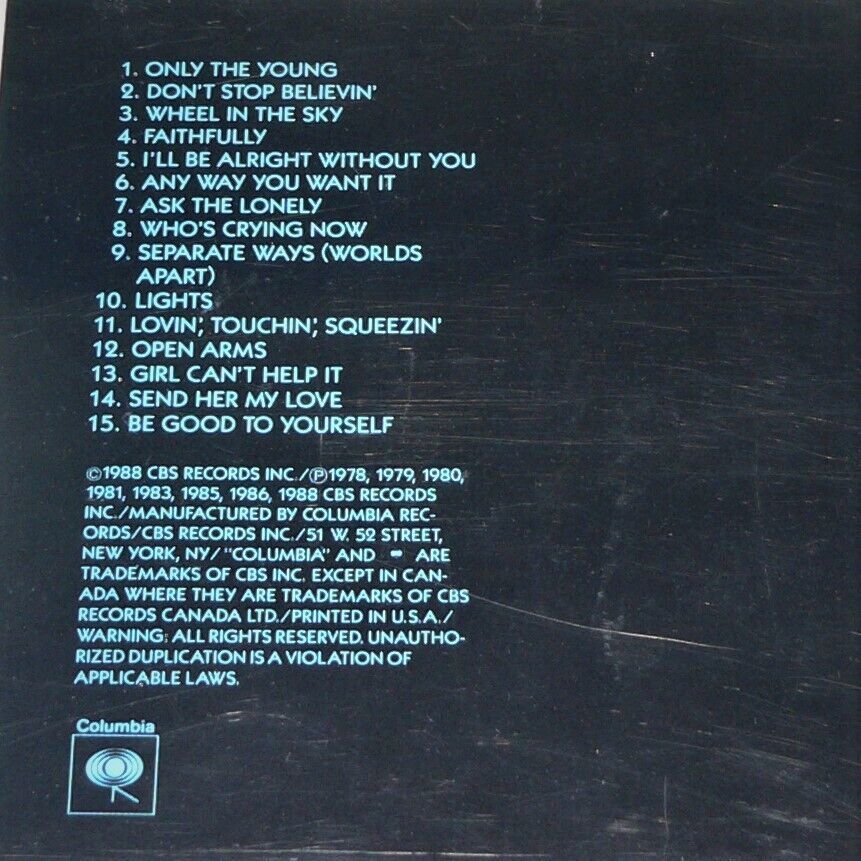 1. ONLY THE YOUNG
2. DON'T STOP BELIEVIN'
3. WHEEL IN THE SKY
4. FAITHFULLY
5. I'LL BE ALRIGHT WITHOUT YOU
6. ANY WAY YOU WANT IT
7. ASK THE LONELY
8. WHO'S CRYING NOW
9. SEPARATE WAYS (WORLDS
APART)
10. LIGHTS
11. LOVIN', TOUCHIN', SQUEEZIN'
12. OPEN ARMS
13. GIRL CAN'T HELP IT
14. SEND HER MY LOVE
15. BE GOOD TO YOURSELF
©1988 CBS RECORDS INC./℗1978, 1979, 1980,
1981, 1983, 1985, 1986, 1988 CBS RECORDS
INC./MANUFACTURED BY COLUMBIA REC-
ORDS/CBS RECORDS INC./51 W. 52 STREET,
NEW YORK, NY/ "COLUMBIA" AND ARE
TRADEMARKS OF CBS INC. EXCEPT IN CAN-
ADA WHERE THEY ARE TRADEMARKS OF CBS
RECORDS CANADA LTD./PRINTED IN U.S.A./
WARNING: ALL RIGHTS RESERVED. UNAUTHO-
RIZED DUPLICATION IS A VIOLATION OF
APPLICABLE LAWS.
Columbia